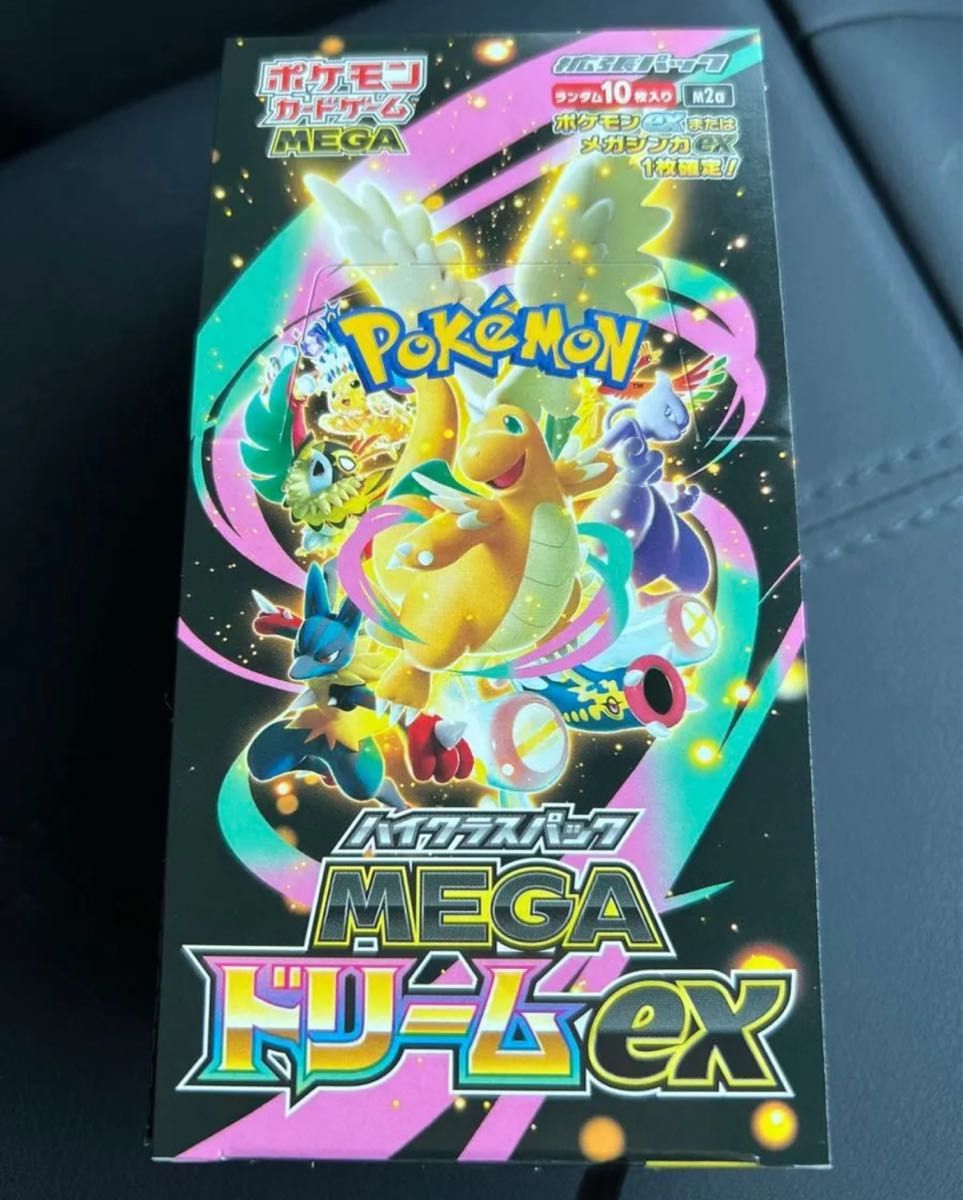 ポケモン
カードゲーム
MEGA
拡張パック
ランダム10枚入り M2a
ポケモンexまたは
メガシンカex
1枚確定!
POKéMON
TM
ハイクラスパック
MEGA
ドリームex